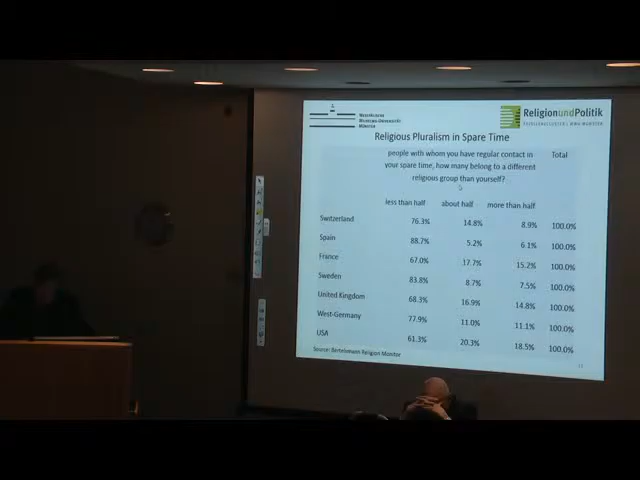 WESTFÄLISCHE
WILHELMS-UNIVERSITÄT
MÜNSTER
ReligionundPolitik
Religious Pluralism in Spare Time
people with whom you have regular contact in
your spare time, how many belong to a different
religious group than yourself?
Total
less than half about half more than half
Switzerland 76.3% 14.8% 8.9% 100.0%
Spain 88.7% 5.2% 6.1% 100.0%
France 67.0% 17.7% 15.2% 100.0%
Sweden 83.8% 8.7% 7.5% 100.0%
United Kingdom 68.3% 16.9% 14.8% 100.0%
West-Germany 77.9% 11.0% 11.1% 100.0%
USA 61.3% 20.3% 18.5% 100.0%
Source: Bertelsmann Religion Monitor